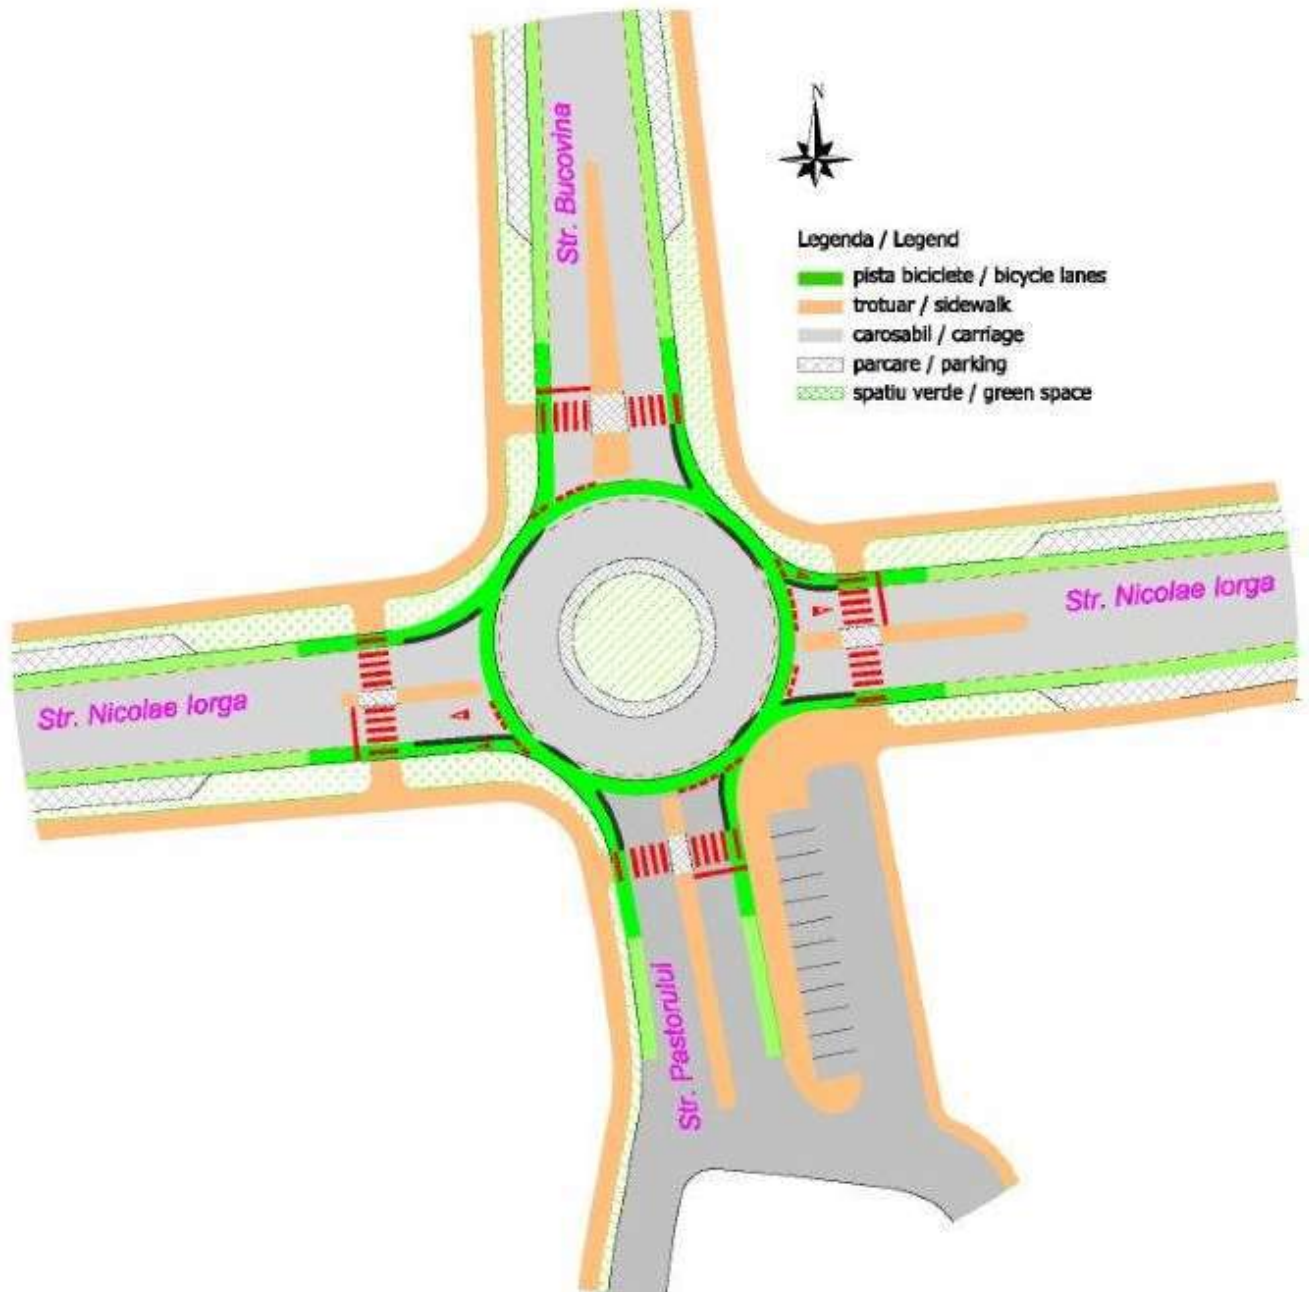 N
Str. Bucovina
Legenda / Legend
pista biciclete / bicycle lanes
trotuar / sidewalk
carosabil / carriage
parcare / parking
spatiu verde / green space
Str. Nicolae Iorga
Str. Nicolae Iorga
Str. Pastorului